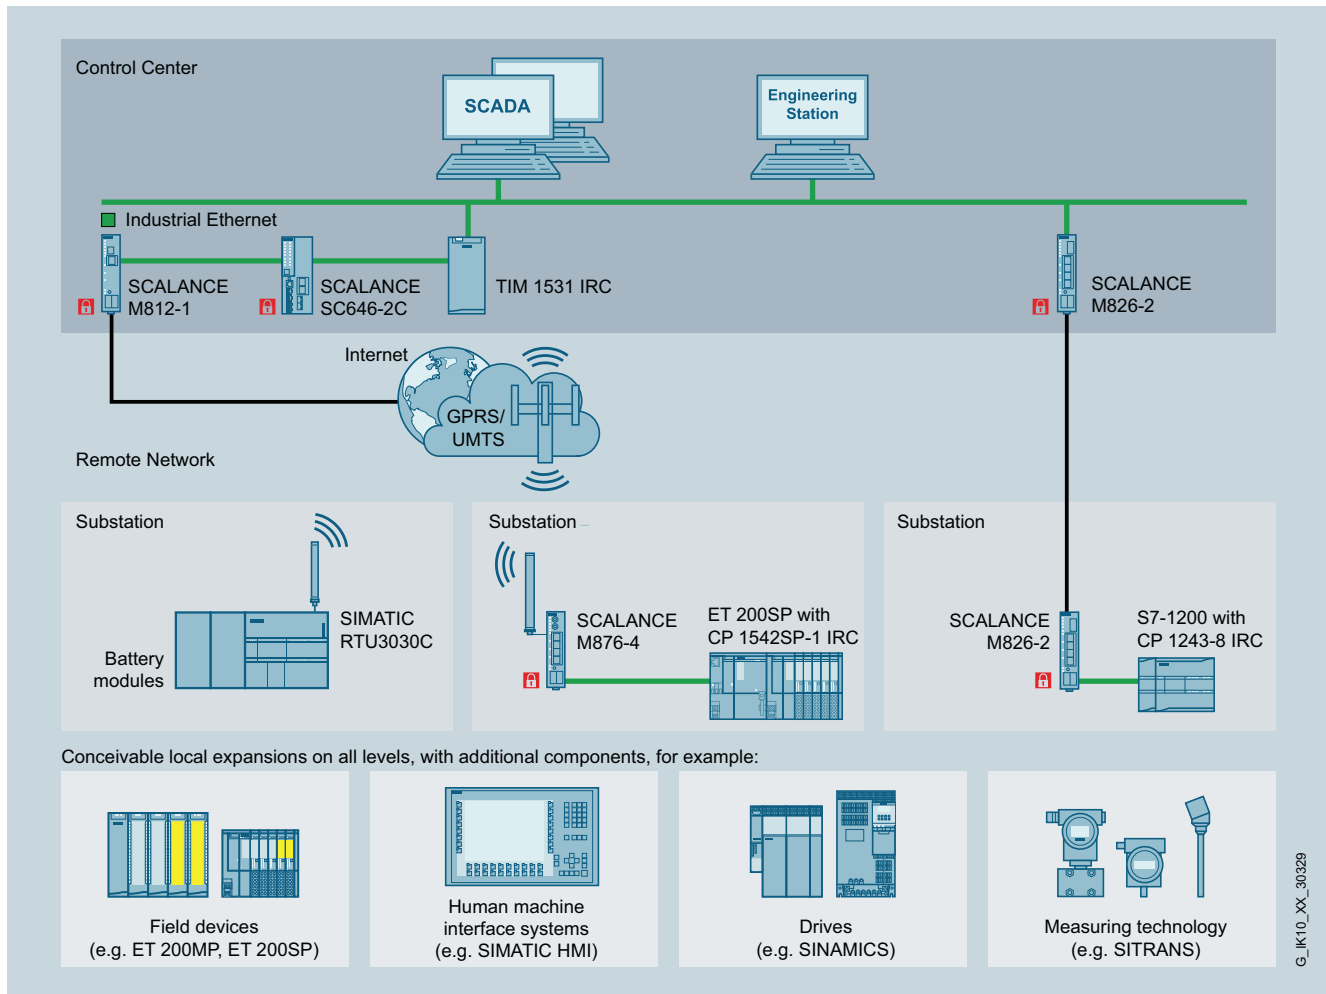 Control Center
SCADA
Engineering
Station
Industrial Ethernet
SCALANCE
M812-1
SCALANCE
SC646-2C
TIM 1531 IRC
SCALANCE
M826-2
Internet
GPRS/
UMTS
Remote Network
Substation
SIMATIC
RTU3030C
Battery
modules
Substation
SCALANCE
M876-4
ET 200SP with
CP 1542SP-1 IRC
Substation
SCALANCE
M826-2
S7-1200 with
CP 1243-8 IRC
Conceivable local expansions on all levels, with additional components, for example:
Field devices
(e.g. ET 200MP, ET 200SP)
Human machine
interface systems
(e.g. SIMATIC HMI)
Drives
(e.g. SINAMICS)
Measuring technology
(e.g. SITRANS)
G_IK10_XX_30329